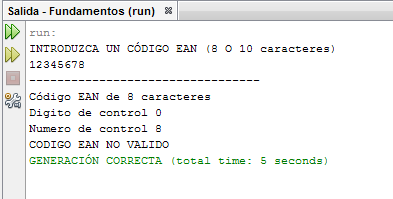 Salida - Fundamentos (run)
run:
INTRODUZCA UN CÓDIGO EAN (8 O 10 caracteres)
12345678
---------------------------------
Código EAN de 8 caracteres
Digito de control 0
Numero de control 8
CODIGO EAN NO VALIDO
GENERACIÓN CORRECTA (total time: 5 seconds)